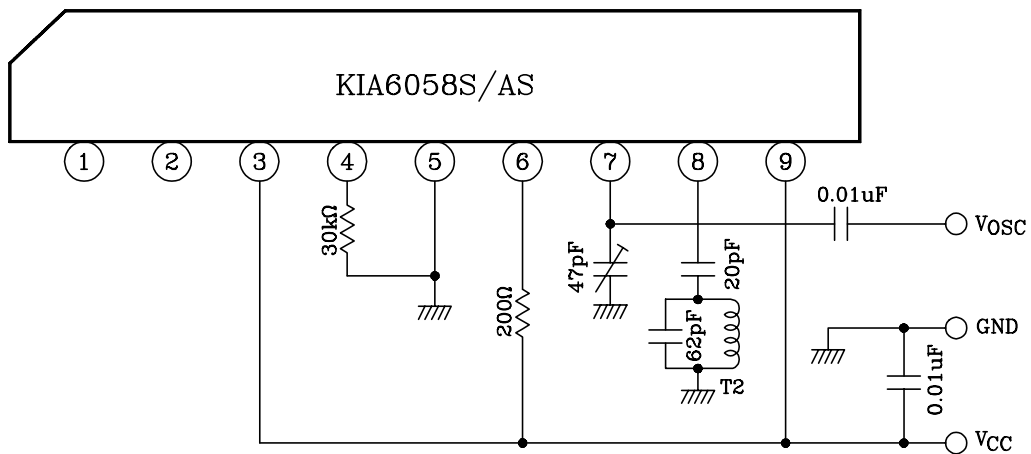 KIA6058S/AS
1 2 3 4 5 6 7 8 9
0.01uF
VOSC
30kΩ
47pF
20pF
200Ω
62pF
GND
T2
0.01uF
VCC